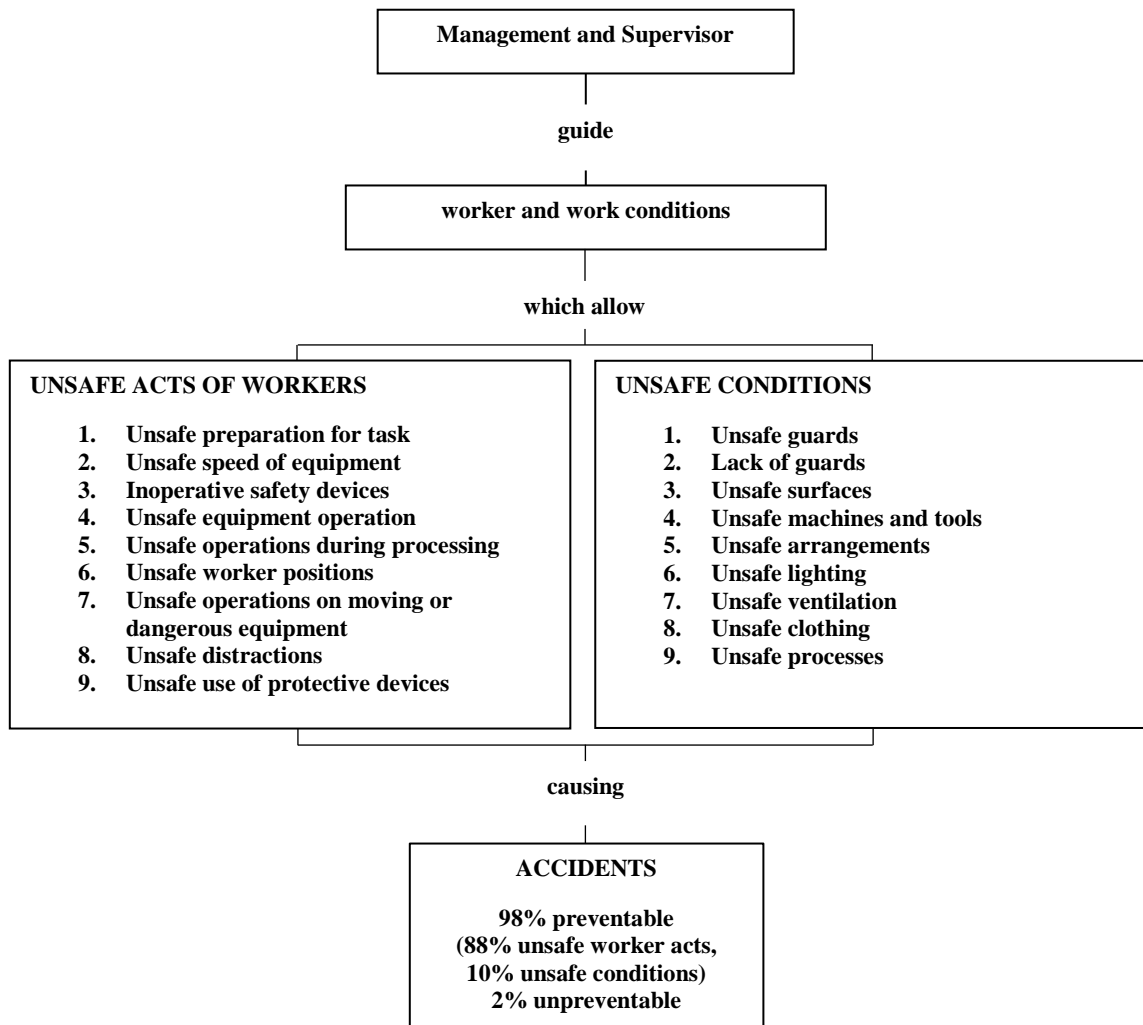 Management and Supervisor
guide
worker and work conditions
which allow
UNSAFE ACTS OF WORKERS
1. Unsafe preparation for task
2. Unsafe speed of equipment
3. Inoperative safety devices
4. Unsafe equipment operation
5. Unsafe operations during processing
6. Unsafe worker positions
7. Unsafe operations on moving or
dangerous equipment
8. Unsafe distractions
9. Unsafe use of protective devices
UNSAFE CONDITIONS
1. Unsafe guards
2. Lack of guards
3. Unsafe surfaces
4. Unsafe machines and tools
5. Unsafe arrangements
6. Unsafe lighting
7. Unsafe ventilation
8. Unsafe clothing
9. Unsafe processes
causing
ACCIDENTS
98% preventable
(88% unsafe worker acts,
10% unsafe conditions)
2% unpreventable